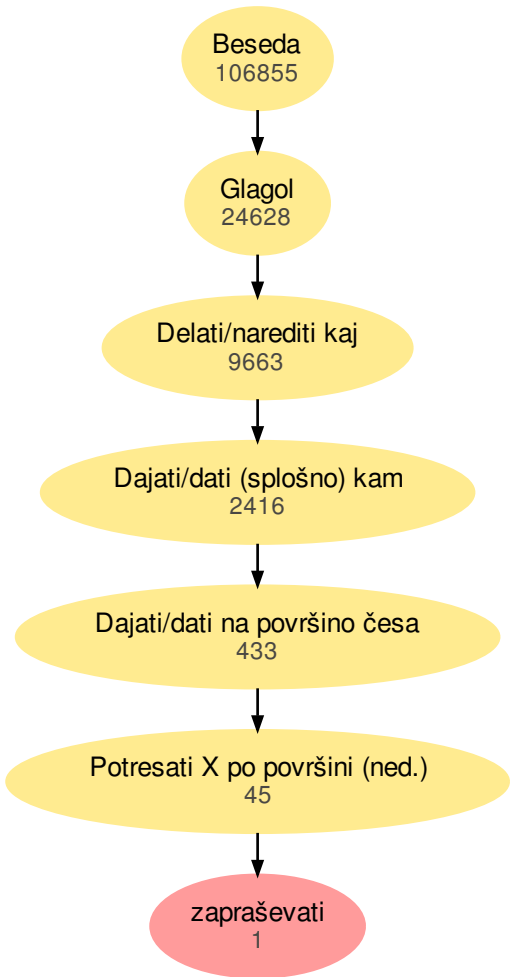 Beseda
106855
Glagol
24628
Delati/narediti kaj
9663
Dajati/dati (splošno) kam
2416
Dajati/dati na površino česa
433
Potresati X po površini (ned.)
45
zapraševati
1